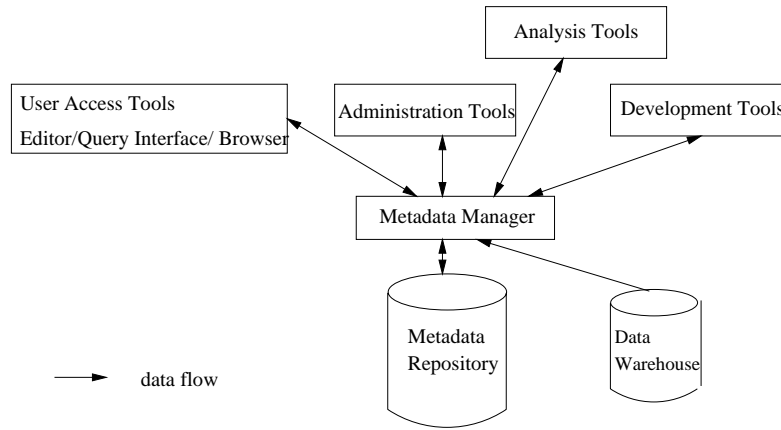 Analysis Tools
User Access Tools
Editor/Query Interface/ Browser
Administration Tools
Development Tools
Metadata Manager
Metadata
Repository
Data
Warehouse
data flow